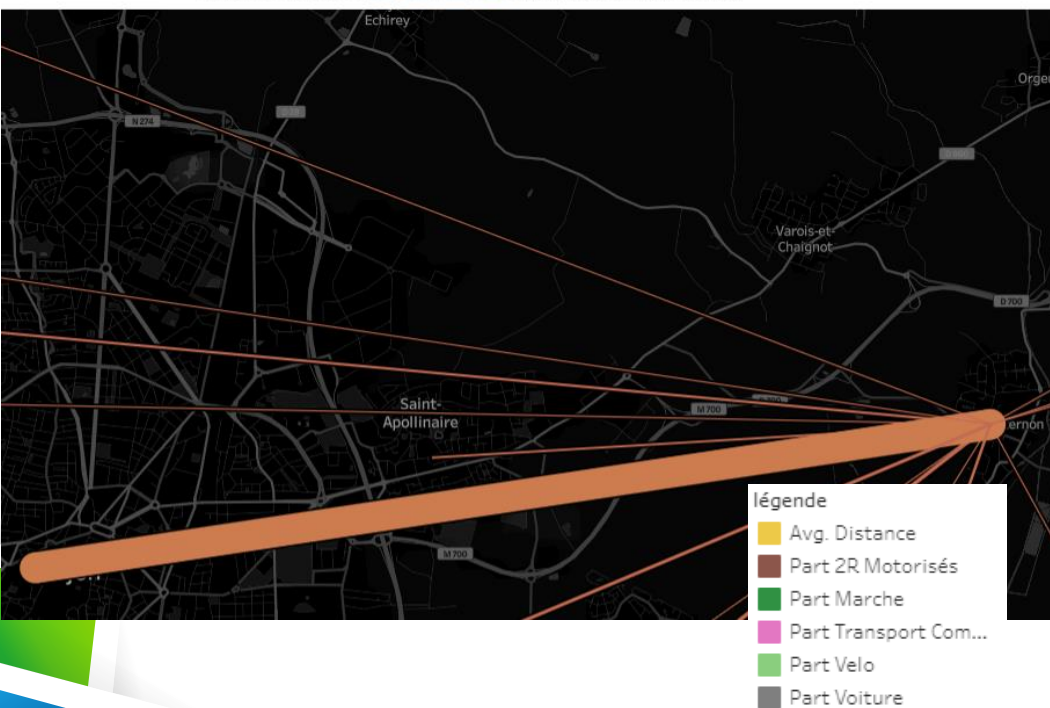 Echirey
Orge
N 274
D 700
Varois-et-
Chaignot
D 700
Saint-
Apollinaire
M 700
ernon
M 700
légende
Avg. Distance
Part 2R Motorisés
Part Marche
Part Transport Com...
Part Velo
Part Voiture